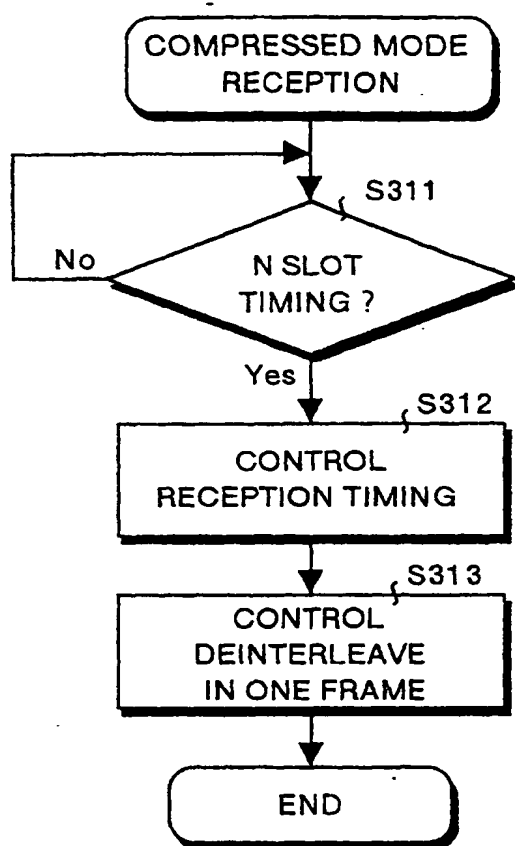 COMPRESSED MODE
RECEPTION
S311
No
N SLOT
TIMING ?
Yes
S312
CONTROL
RECEPTION TIMING
S313
CONTROL
DEINTERLEAVE
IN ONE FRAME
END